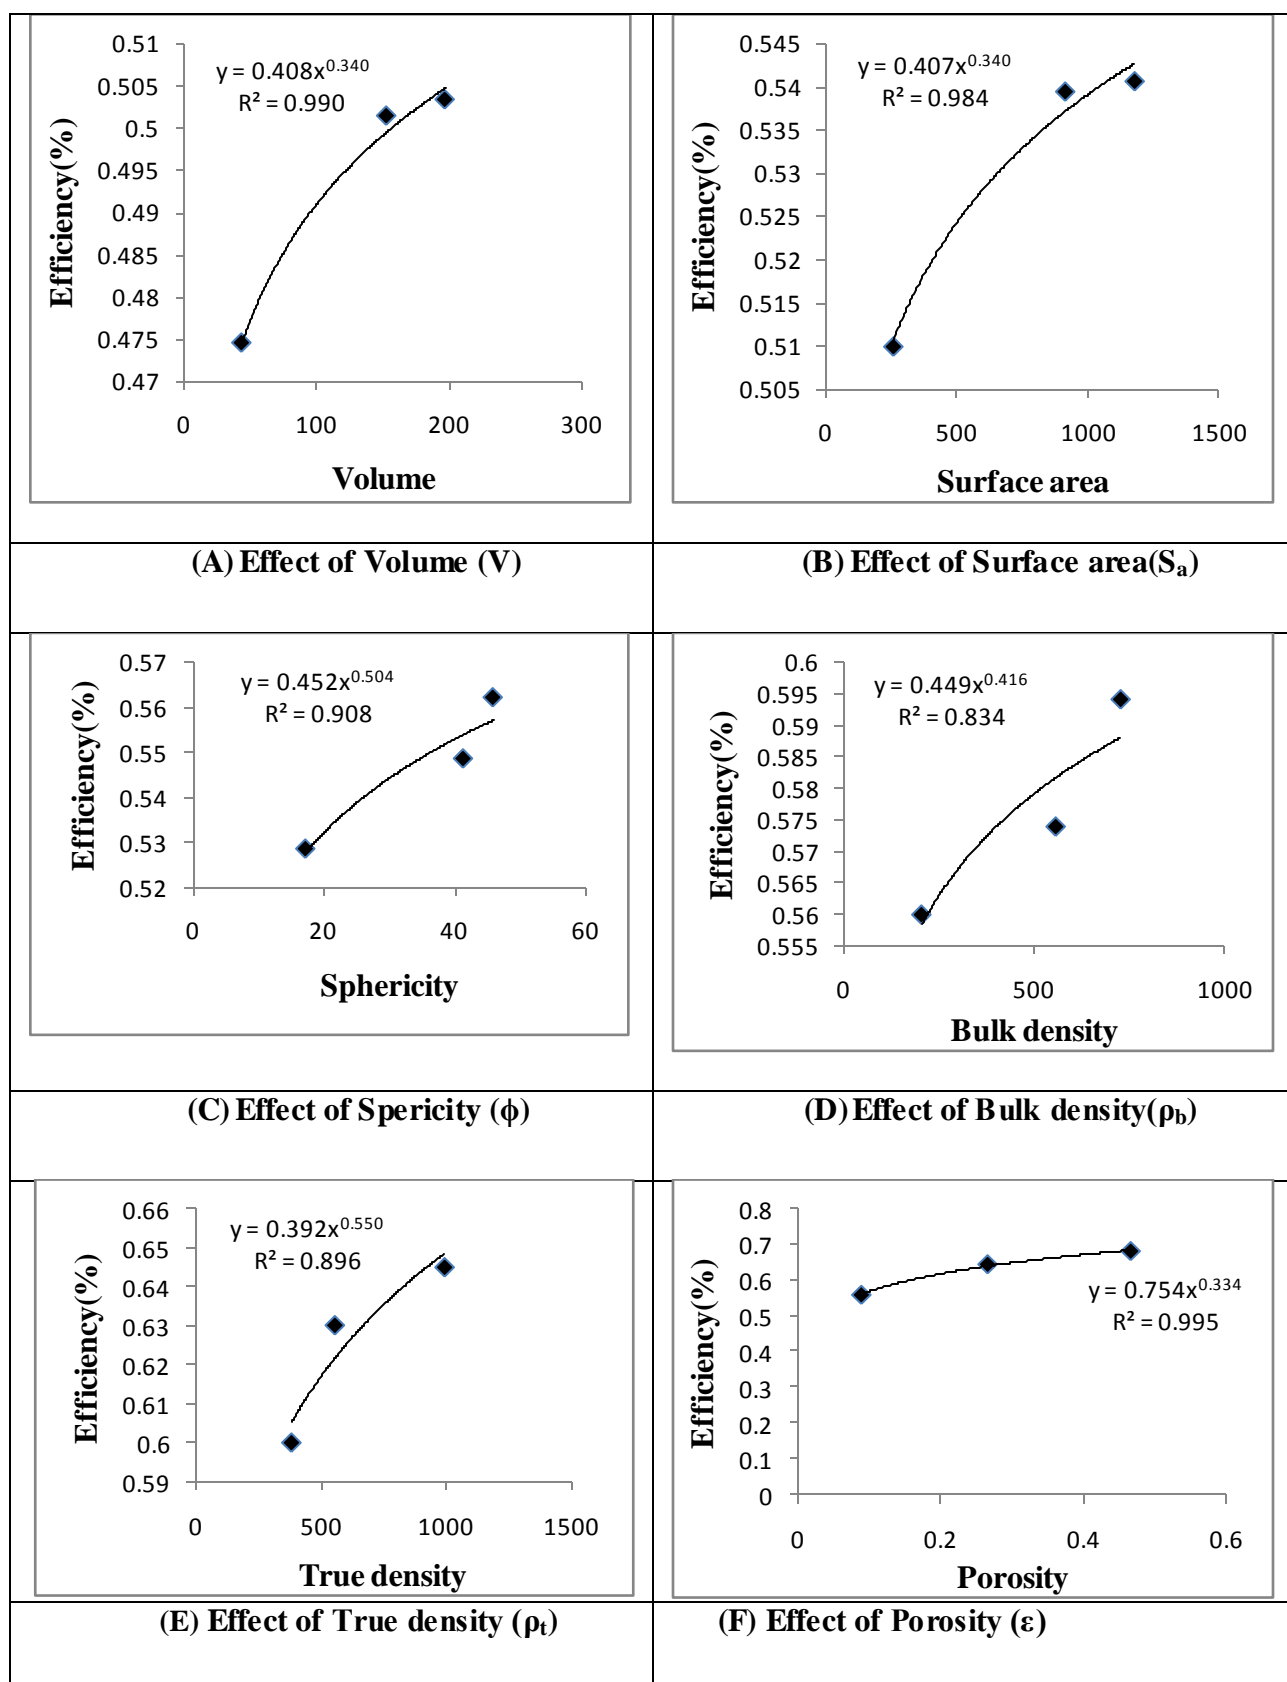 0.51
0.505
0.5
0.495
0.49
0.485
0.48
0.475
0.47
Efficiency(%)
y = 0.408x^0.340
R² = 0.990
0 100 200 300
Volume
0.545
0.54
0.535
0.53
0.525
0.52
0.515
0.51
0.505
Efficiency(%)
y = 0.407x^0.340
R² = 0.984
0 500 1000 1500
Surface area
(A) Effect of Volume (V)
(B) Effect of Surface area(Sₐ)
0.57
0.56
0.55
0.54
0.53
0.52
Efficiency(%)
y = 0.452x^0.504
R² = 0.908
0 20 40 60
Sphericity
0.6
0.595
0.59
0.585
0.58
0.575
0.57
0.565
0.56
0.555
Efficiency(%)
y = 0.449x^0.416
R² = 0.834
0 500 1000
Bulk density
(C) Effect of Spericity (ϕ)
(D) Effect of Bulk density(ρb)
0.66
0.65
0.64
0.63
0.62
0.61
0.6
0.59
Efficiency(%)
y = 0.392x^0.550
R² = 0.896
0 500 1000 1500
True density
0.8
0.7
0.6
0.5
0.4
0.3
0.2
0.1
0
Efficiency(%)
y = 0.754x^0.334
R² = 0.995
0 0.2 0.4 0.6
Porosity
(E) Effect of True density (ρt)
(F) Effect of Porosity (ε)